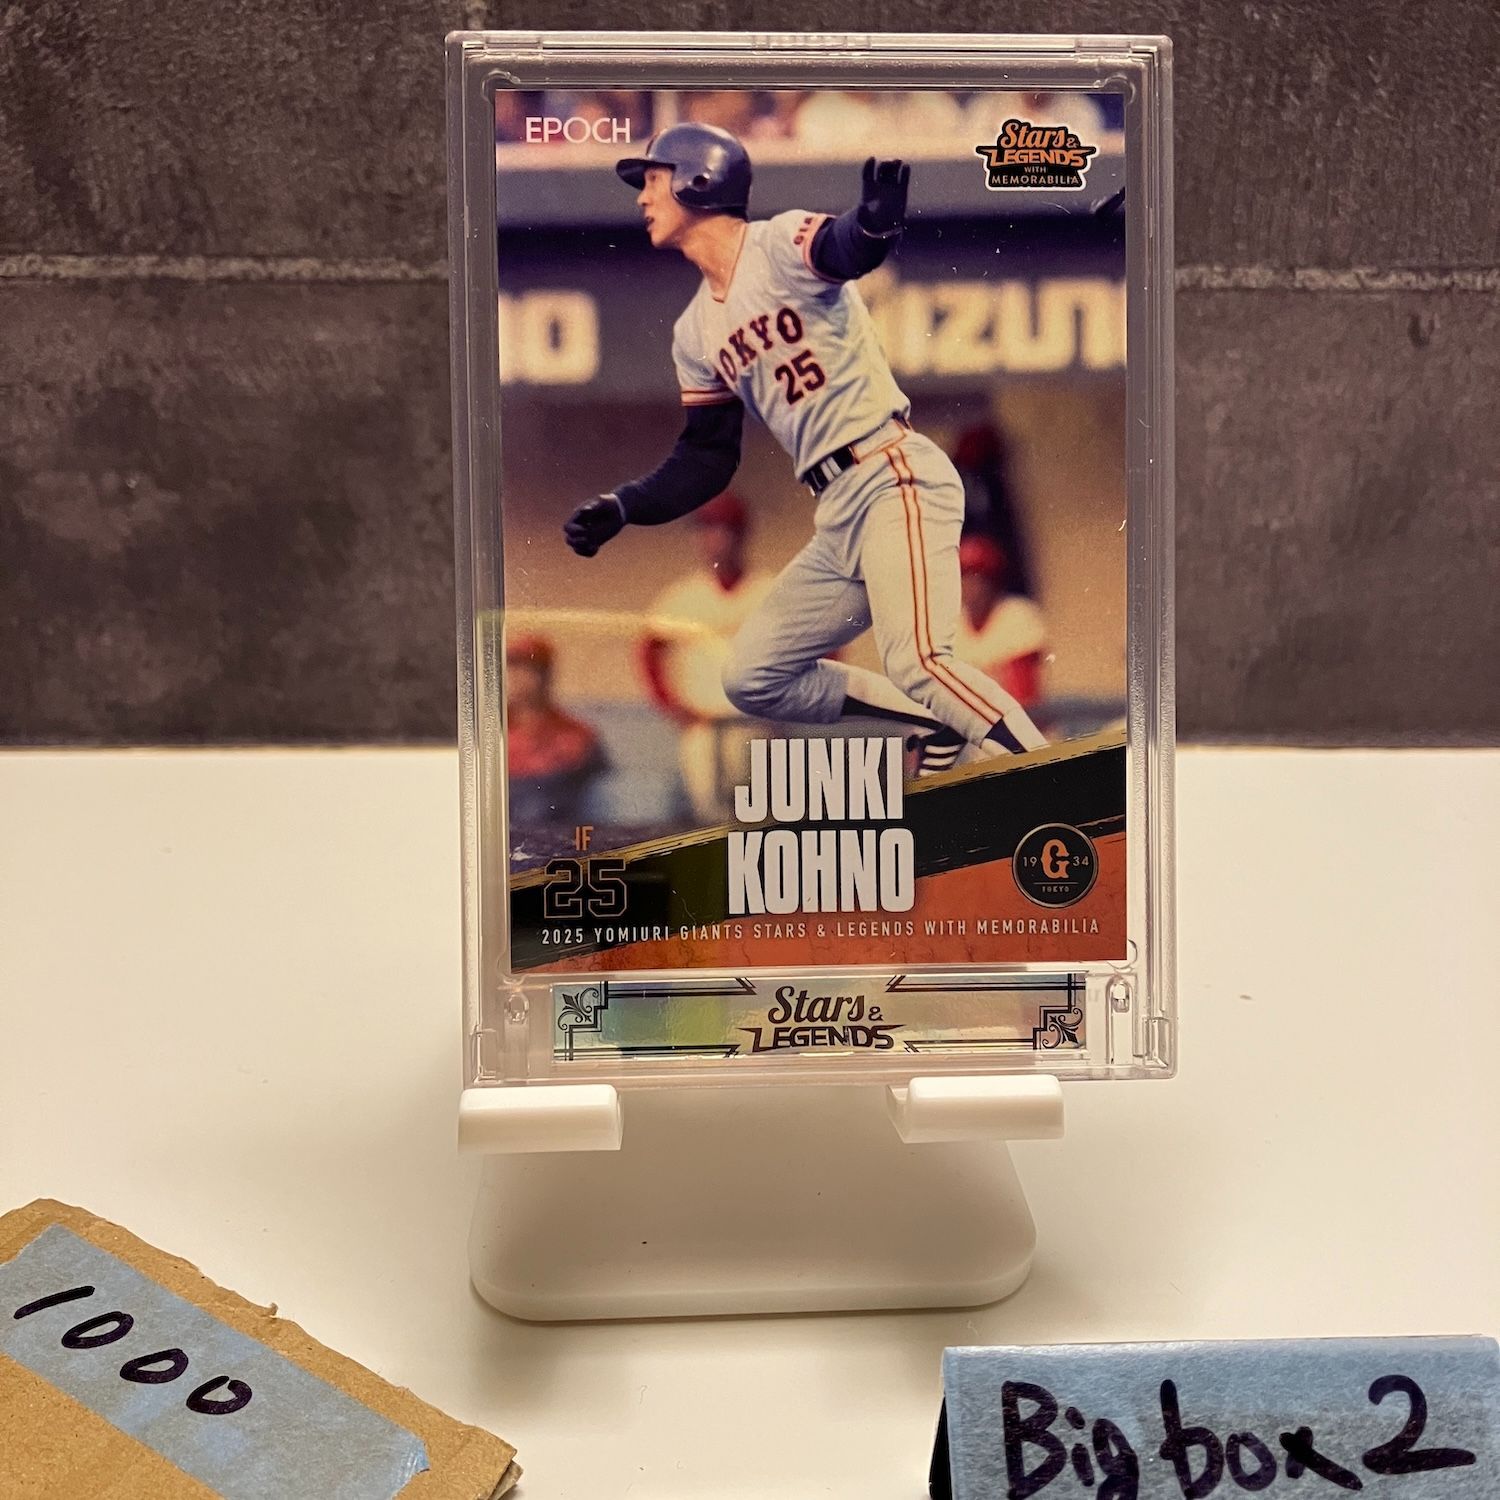 EPOCH
Stars &
LEGENDS
WITH
MEMORABILIA
MIZUN
TOKYO
25
JUNKI
KOHNO
IF
25
19 G 34
TOKYO
2025 YOMIURI GIANTS STARS & LEGENDS WITH MEMORABILIA
Stars &
LEGENDS
1000
Big box 2